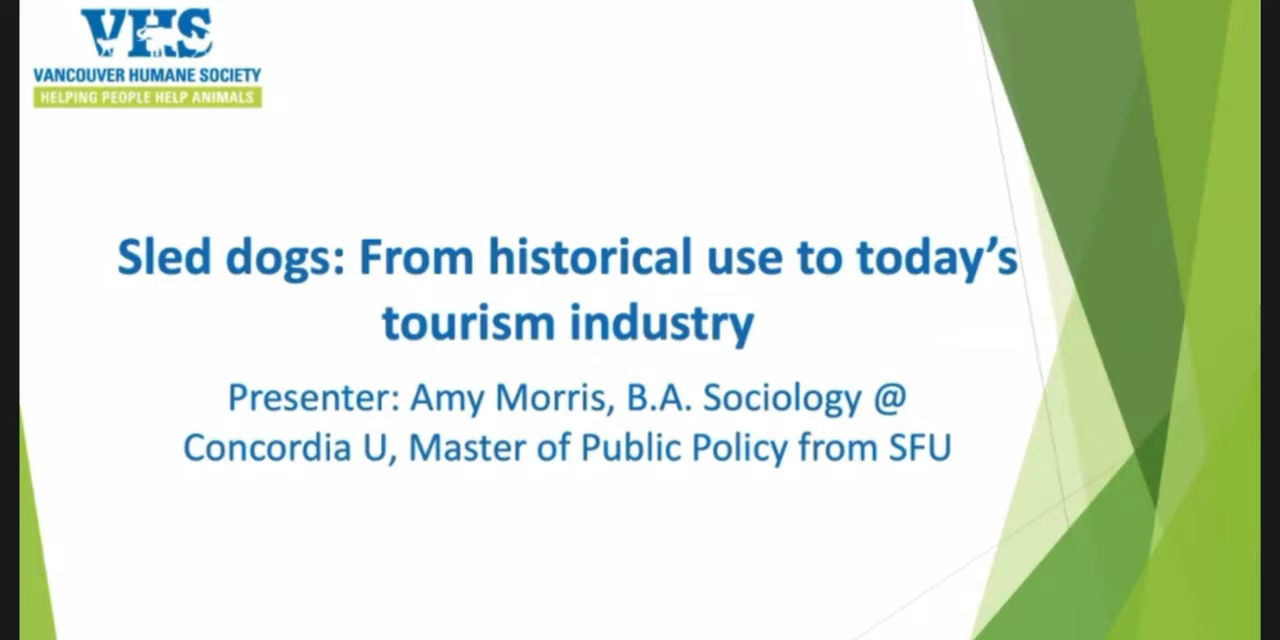 VHS
VANCOUVER HUMANE SOCIETY
HELPING PEOPLE HELP ANIMALS
Sled dogs: From historical use to today's
tourism industry
Presenter: Amy Morris, B.A. Sociology @
Concordia U, Master of Public Policy from SFU